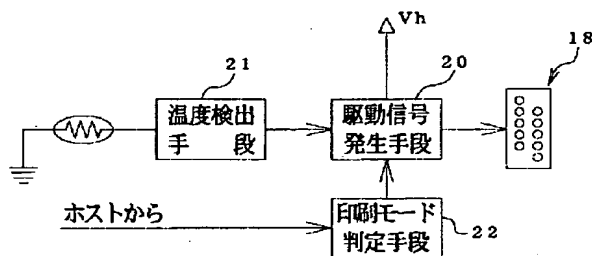 Vh
18
21
20
温度検出
手 段
駆動信号
発生手段
ホストから
印刷モード
判定手段
22